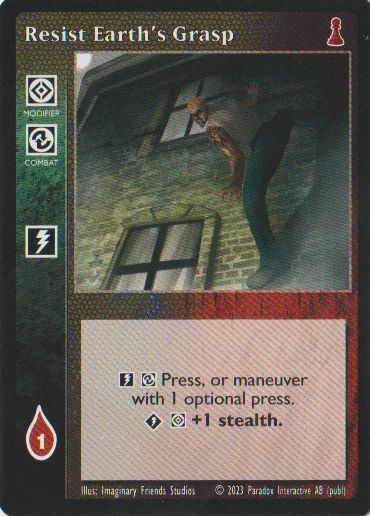 Resist Earth's Grasp
MODIFIER
COMBAT
Press, or maneuver
with 1 optional press.
+1 stealth.
1
Illus: Imaginary Friends Studios © 2023 Paradox Interactive AB (publ)